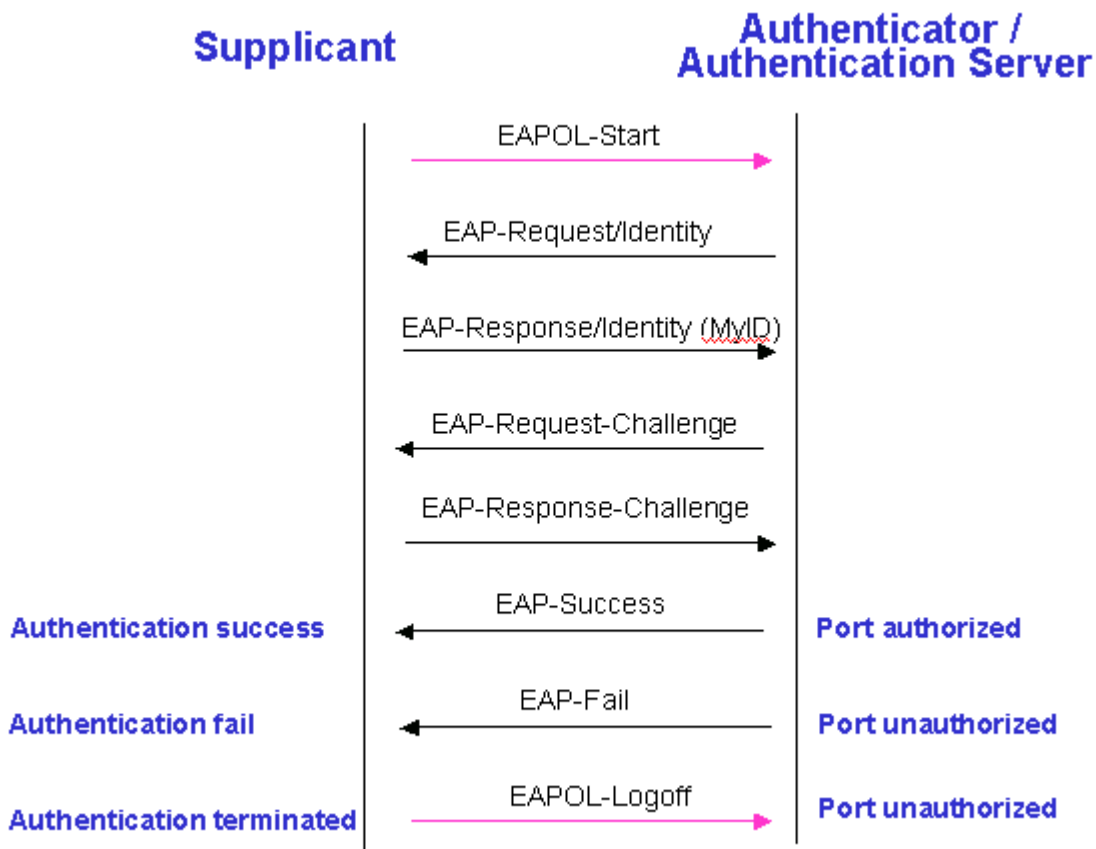 Supplicant
Authenticator /
Authentication Server
EAPOL-Start
EAP-Request/Identity
EAP-Response/Identity (MyID)
EAP-Request-Challenge
EAP-Response-Challenge
EAP-Success
Authentication success
Port authorized
EAP-Fail
Authentication fail
Port unauthorized
EAPOL-Logoff
Authentication terminated
Port unauthorized